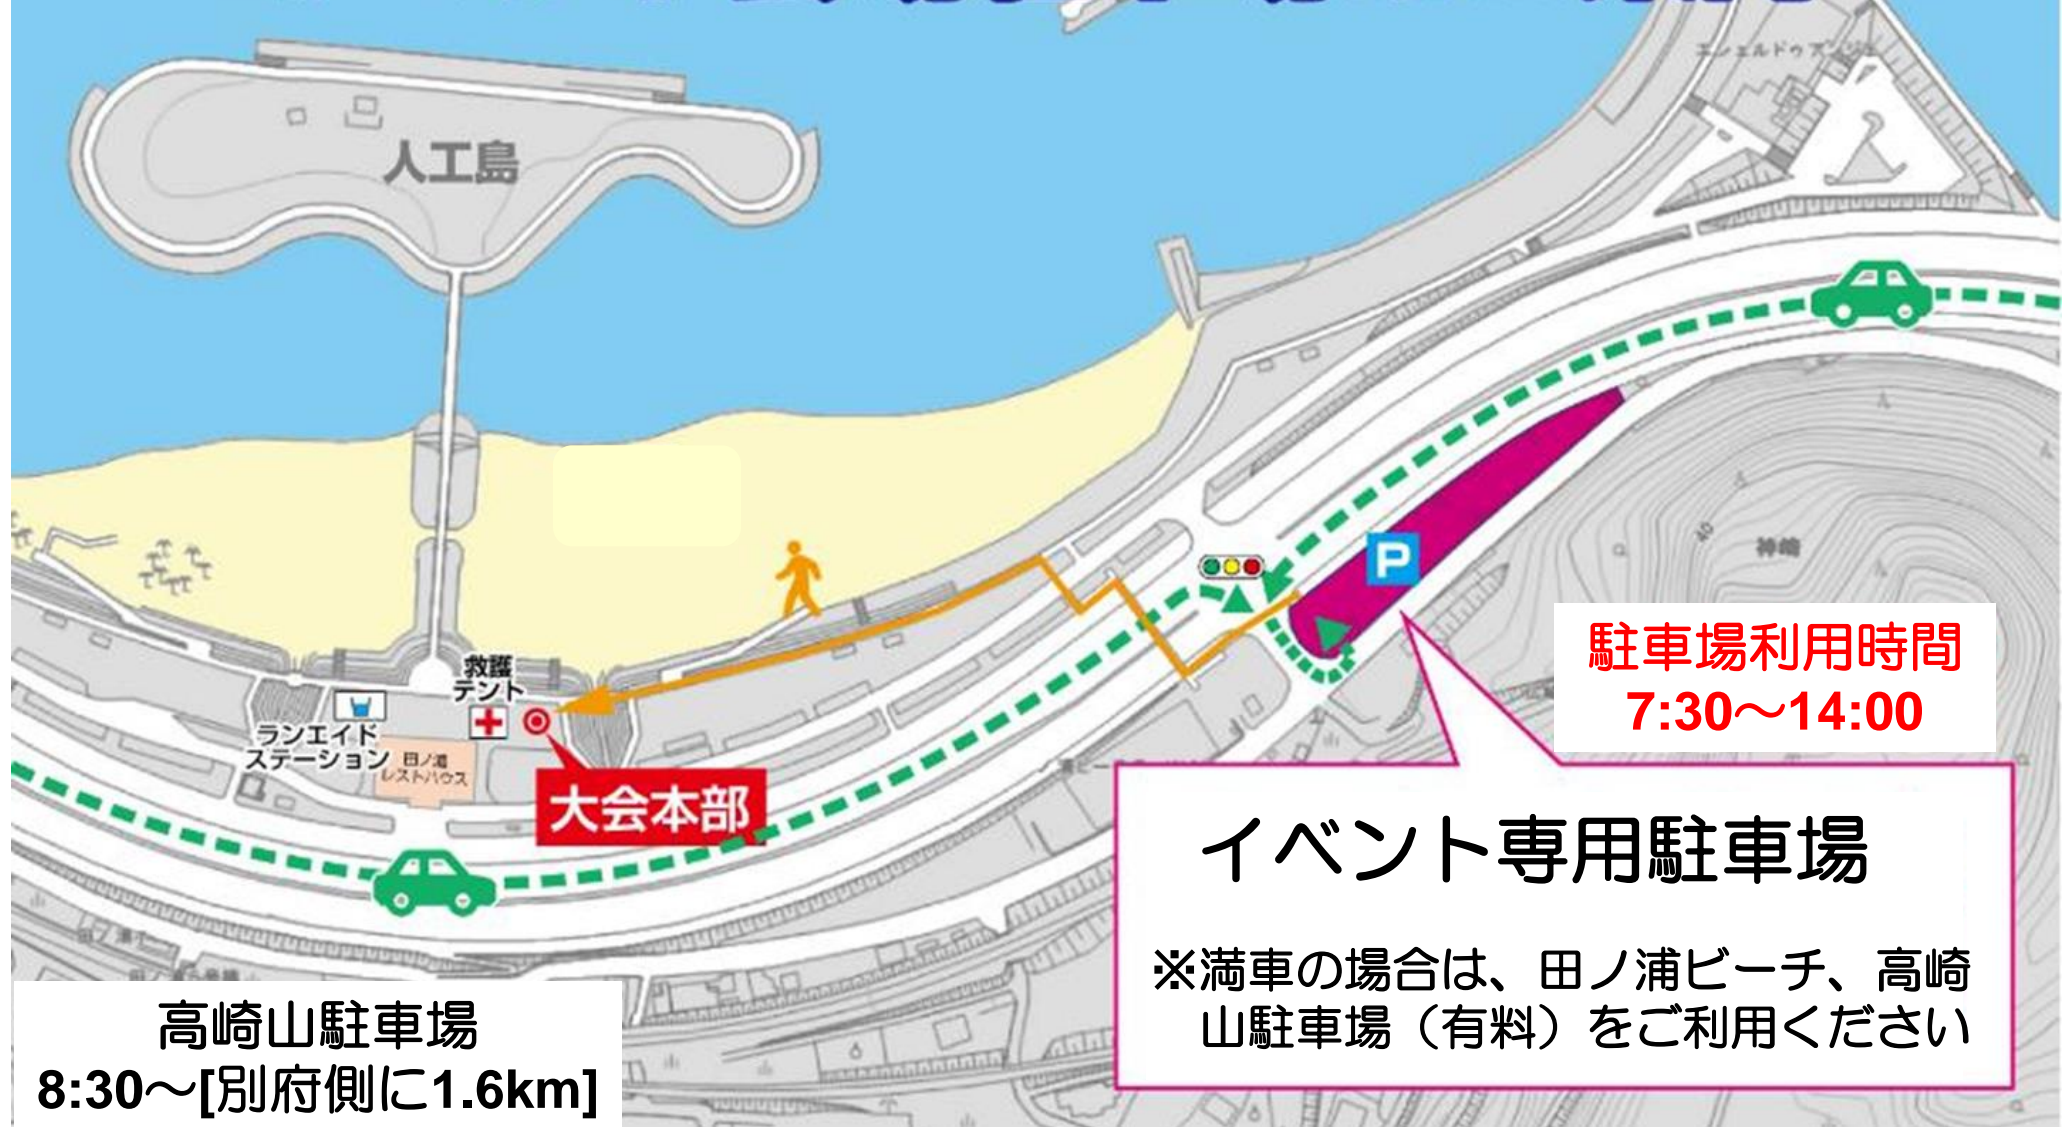 人工島
P
神崎
40
駐車場利用時間
7:30～14:00
救護
テント
ランエイド
ステーション
田ノ浦
レストハウス
大会本部
イベント専用駐車場
※満車の場合は、田ノ浦ビーチ、高崎
山駐車場（有料）をご利用ください
高崎山駐車場
8:30～[別府側に1.6km]